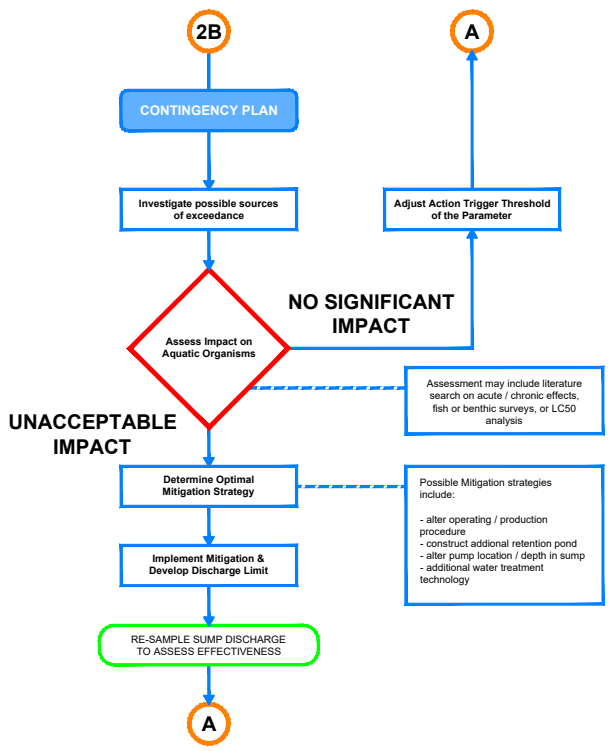 2B
A
CONTINGENCY PLAN
Investigate possible sources
of exceedance
Adjust Action Trigger Threshold
of the Parameter
NO SIGNIFICANT
IMPACT
Assess Impact on
Aquatic Organisms
Assessment may include literature
search on acute / chronic effects,
fish or benthic surveys, or LC50
analysis
UNACCEPTABLE
IMPACT
Determine Optimal
Mitigation Strategy
Possible Mitigation strategies
include:
- alter operating / production
procedure
- construct addional retention pond
- alter pump location / depth in sump
- additional water treatment
technology
Implement Mitigation &
Develop Discharge Limit
RE-SAMPLE SUMP DISCHARGE
TO ASSESS EFFECTIVENESS
A